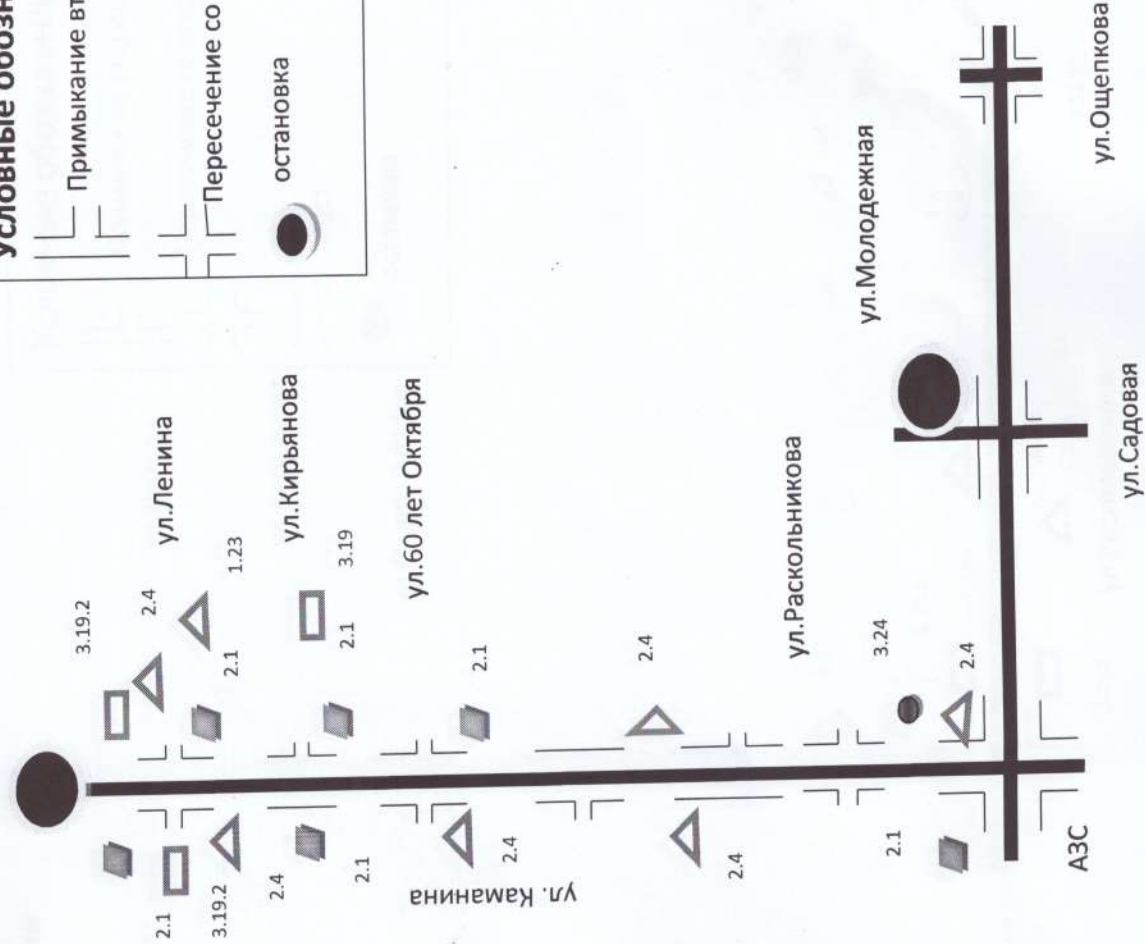 Условные обозн
Примыкание вт
Пересечение со
остановка
3.19.2
2.4
ул.Ленина
1.23
2.1
2.1
3.19.2
2.4
ул.Кирьянова
3.19
2.1
2.1
ул.60 лет Октября
2.1
2.4
ул. Каманина
2.4
2.4
ул.Раскольникова
3.24
2.4
2.1
АЗС
ул.Молодежная
ул.Садовая
ул.Ощепкова